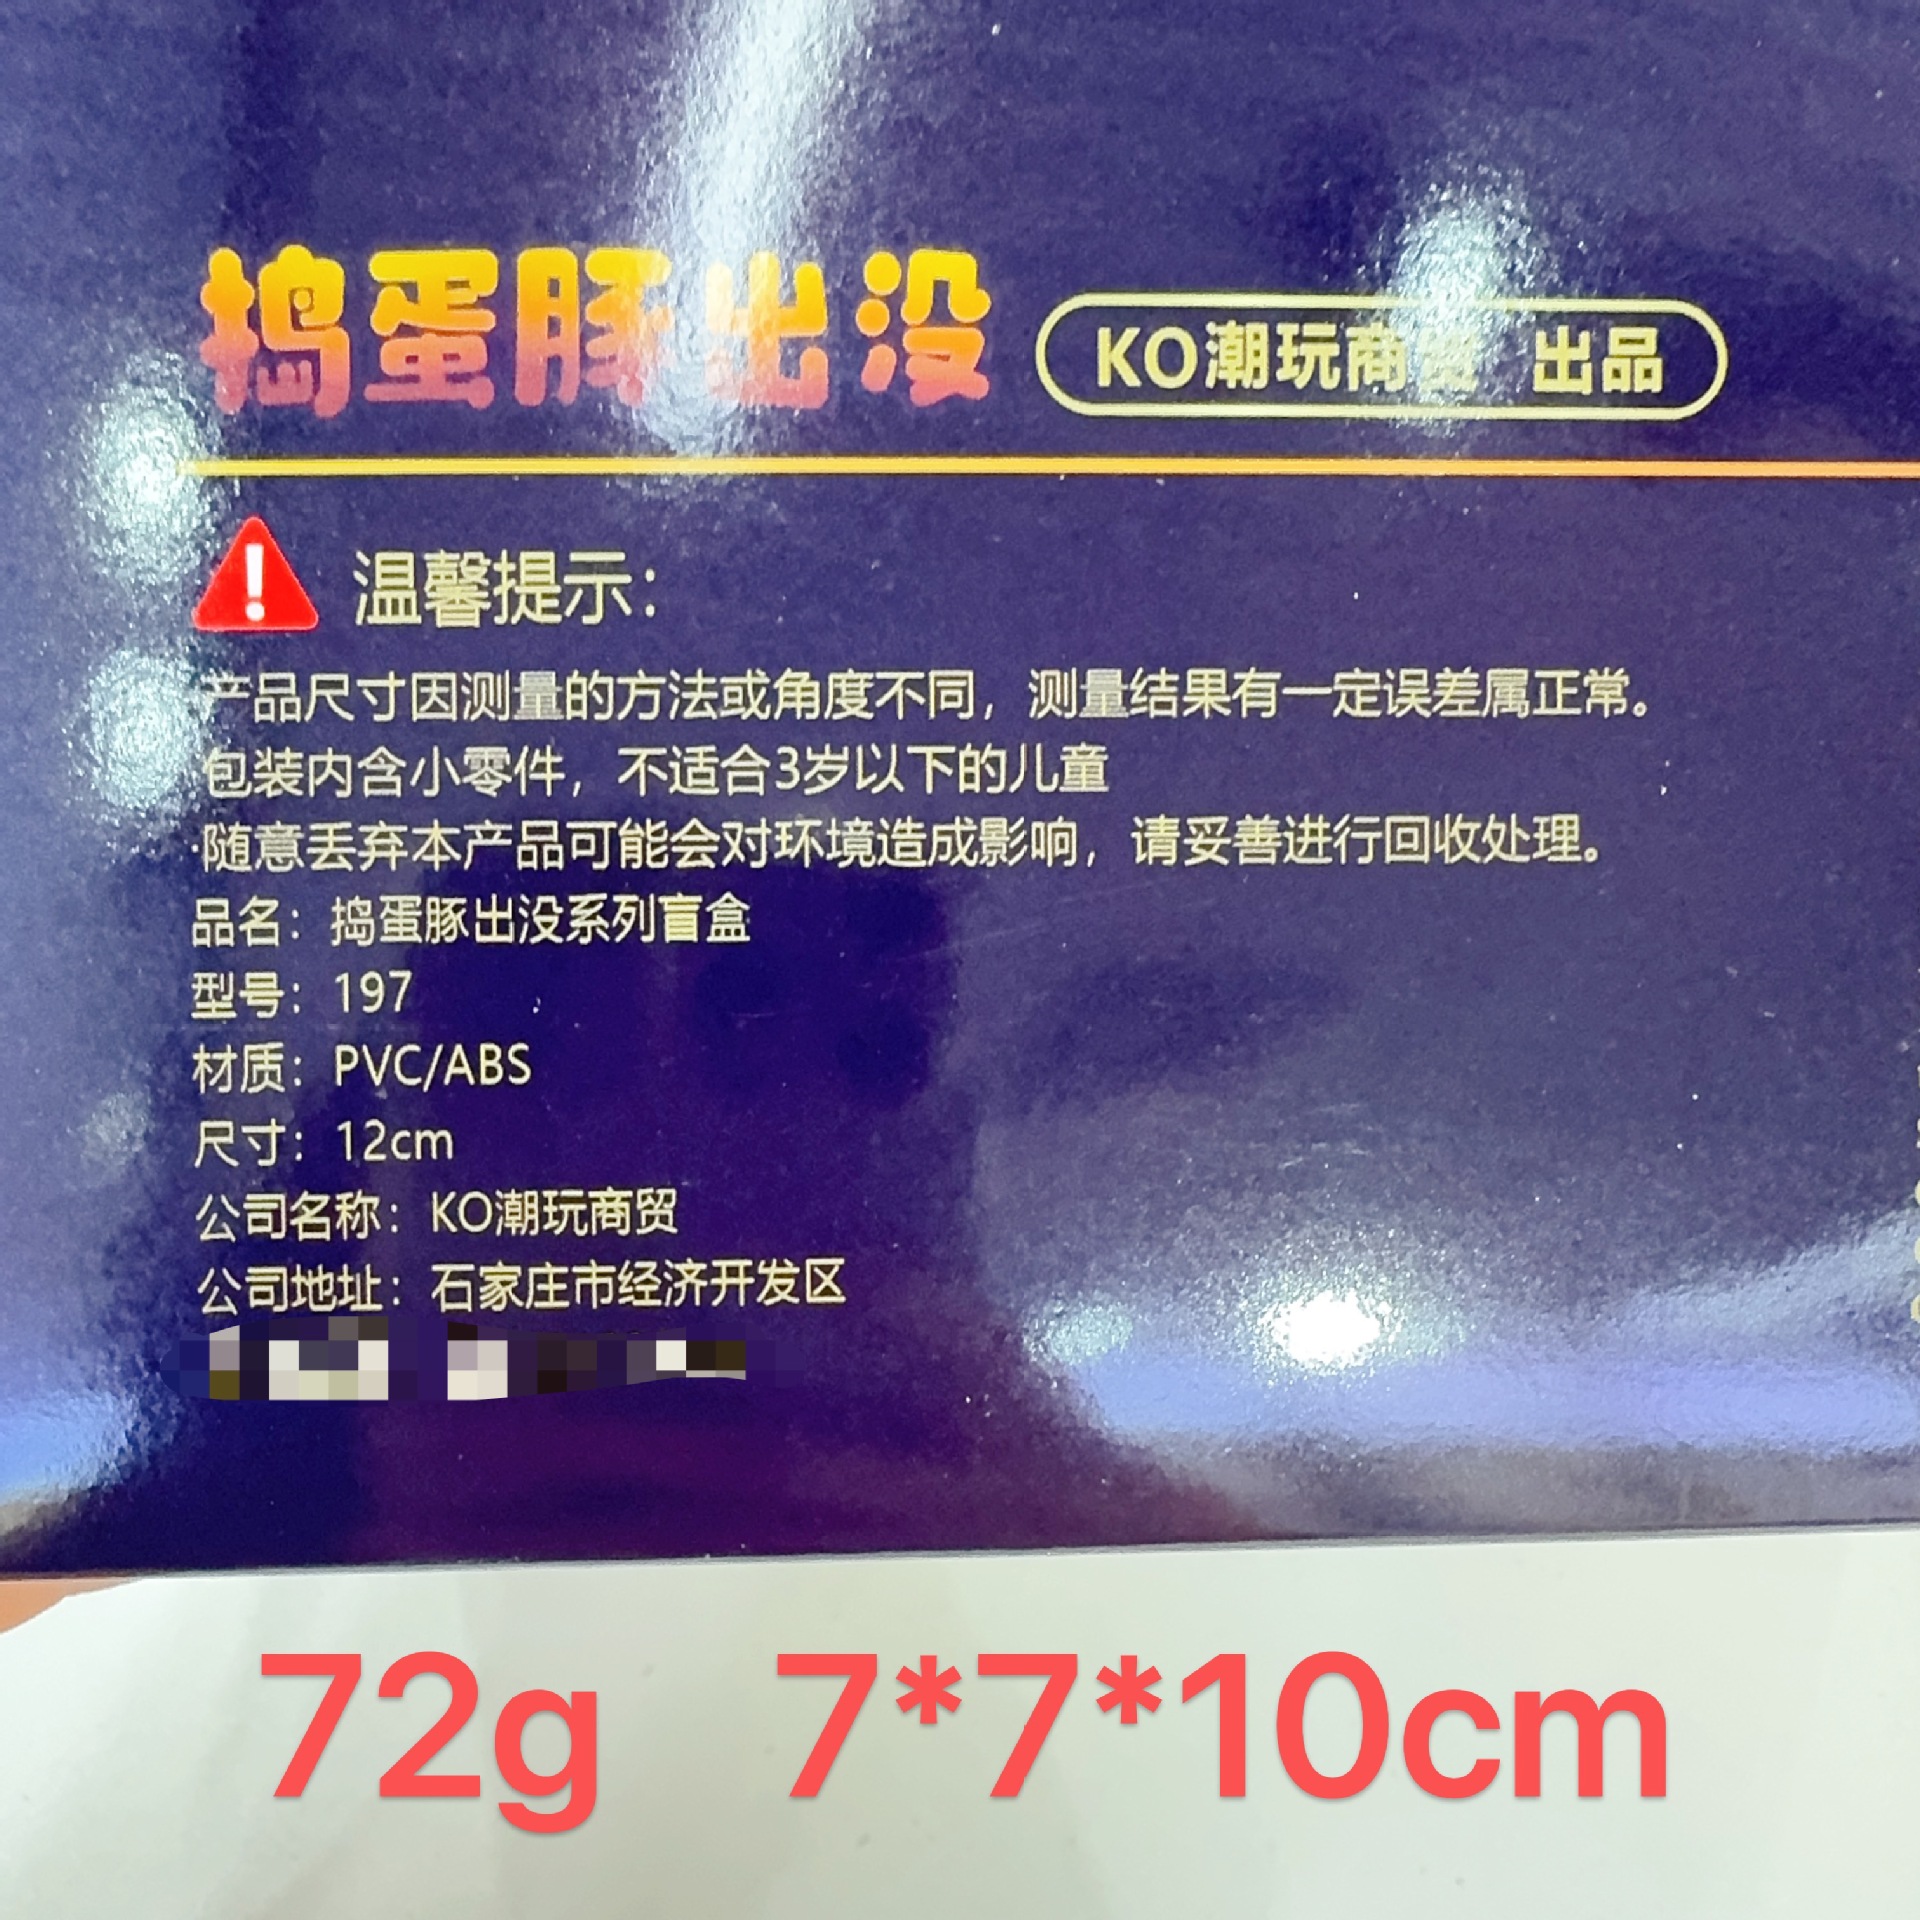 捣蛋豚出没 KO潮玩商贸 出品
温馨提示：
产品尺寸因测量的方法或角度不同，测量结果有一定误差属正常。
包装内含小零件，不适合3岁以下的儿童
·随意丢弃本产品可能会对环境造成影响，请妥善进行回收处理。
品名：捣蛋豚出没系列盲盒
型号：197
材质：PVC/ABS
尺寸：12cm
公司名称：KO潮玩商贸
公司地址：石家庄市经济开发区
72g 7*7*10cm